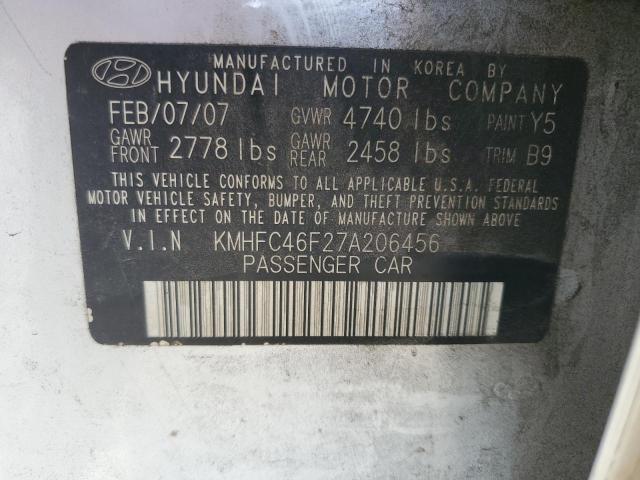 MANUFACTURED IN KOREA BY
HYUNDAI MOTOR COMPANY
FEB/07/07 GVWR 4740 lbs PAINT Y5
GAWR FRONT 2778 lbs GAWR REAR 2458 lbs TRIM B9
THIS VEHICLE CONFORMS TO ALL APPLICABLE U.S.A. FEDERAL
MOTOR VEHICLE SAFETY, BUMPER, AND THEFT PREVENTION STANDARDS
IN EFFECT ON THE DATE OF MANUFACTURE SHOWN ABOVE.
V.I.N KMHFC46F27A206456
PASSENGER CAR